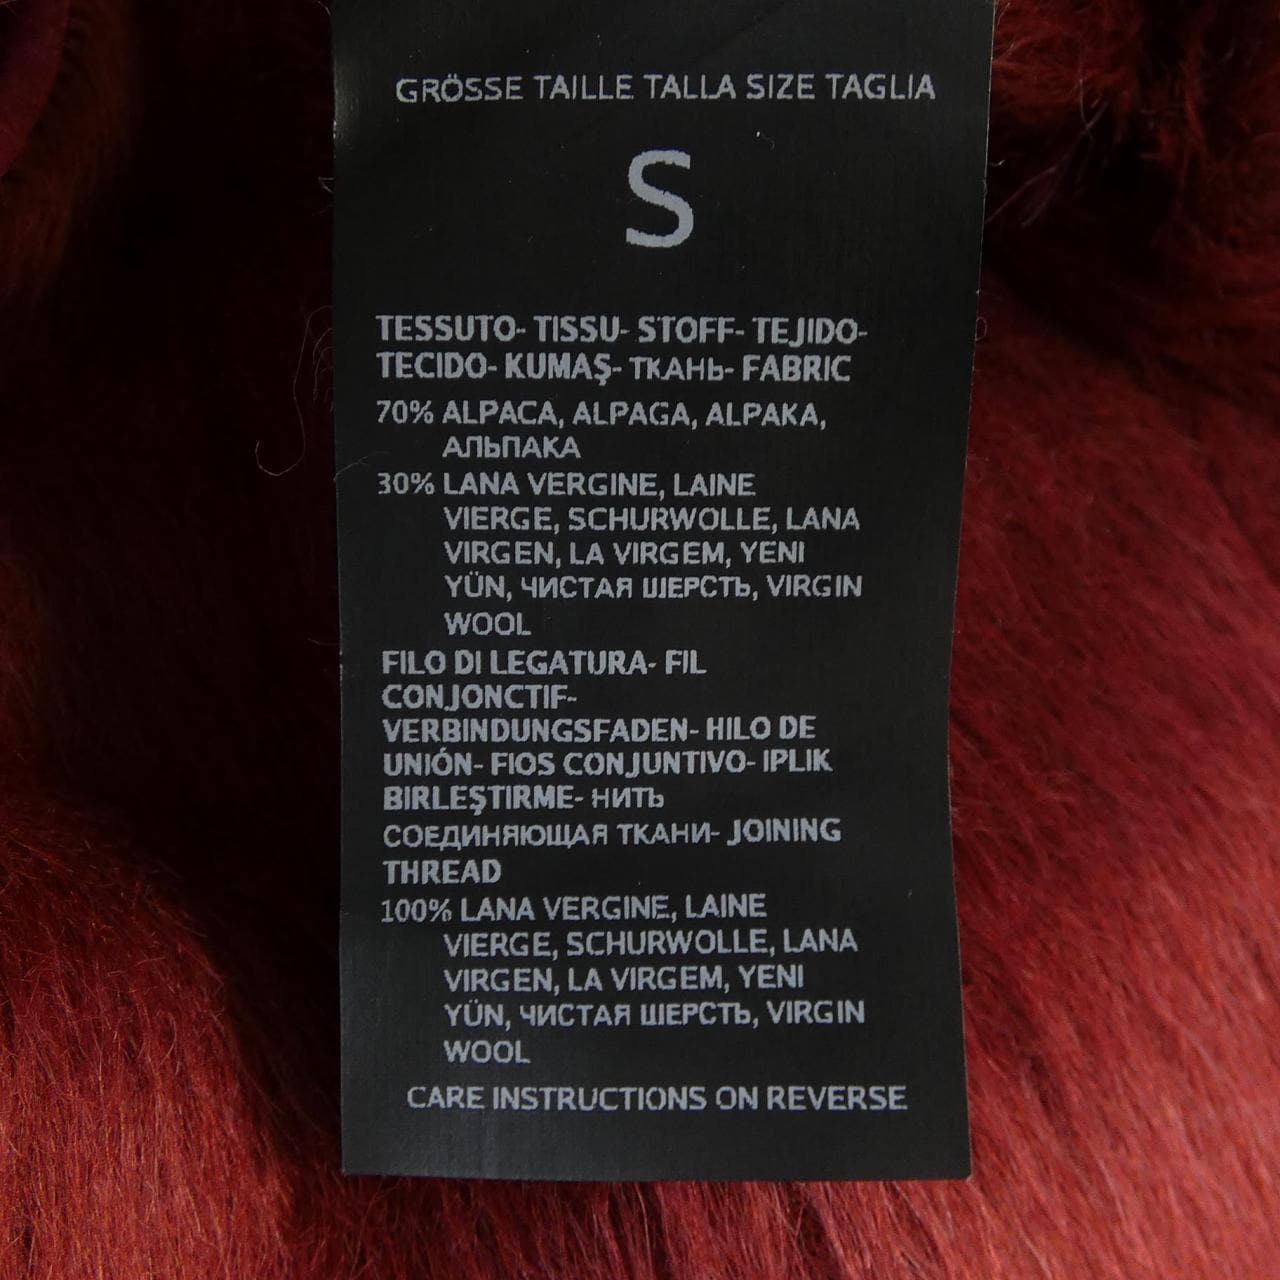 GRÖSSE TAILLE TALLA SIZE TAGLIA
S
TESSUTO- TISSU- STOFF- TEJIDO-
TECIDO- KUMAŞ- ТКАНЬ- FABRIC
70% ALPACA, ALPAGA, ALPAKA,
АЛЬПАКА
30% LANA VERGINE, LAINE
VIERGE, SCHURWOLLE, LANA
VIRGEN, LA VIRGEM, YENI
YÜN, ЧИСТАЯ ШЕРСТЬ, VIRGIN
WOOL
FILO DI LEGATURA- FIL
CONJONCTIF-
VERBINDUNGSFADEN- HILO DE
UNIÓN- FIOS CONJUNTIVO- IPLIK
BIRLEŞTIRME- НИТЬ
СОЕДИНЯЮЩАЯ ТКАНИ- JOINING
THREAD
100% LANA VERGINE, LAINE
VIERGE, SCHURWOLLE, LANA
VIRGEN, LA VIRGEM, YENI
YÜN, ЧИСТАЯ ШЕРСТЬ, VIRGIN
WOOL
CARE INSTRUCTIONS ON REVERSE